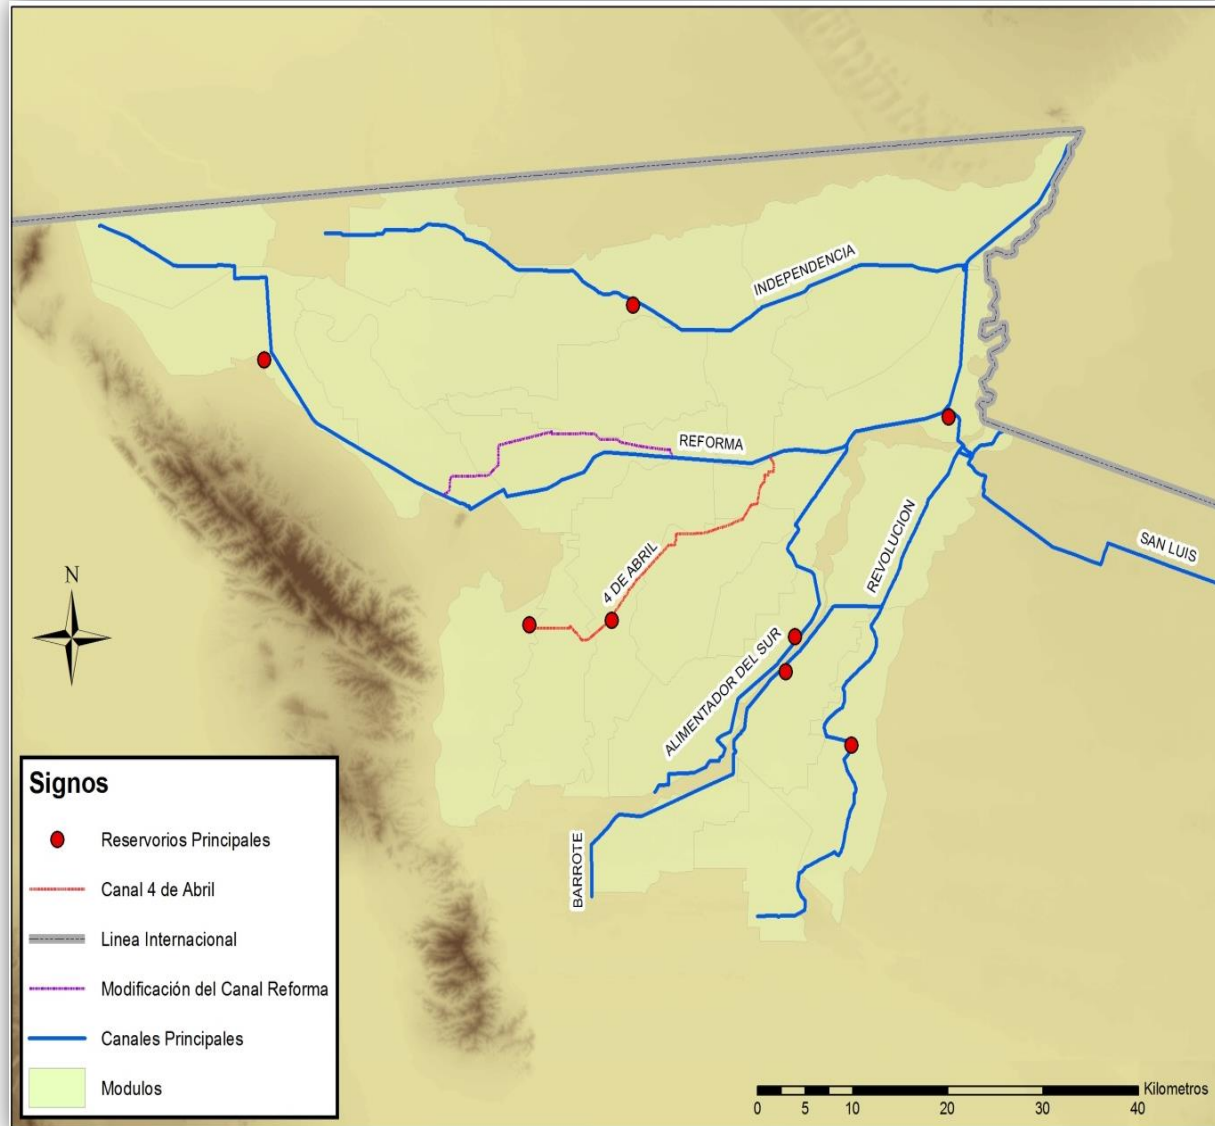 INDEPENDENCIA
REFORMA
REVOLUCION
SAN LUIS
4 DE ABRIL
ALIMENTADOR DEL SUR
BARROTE
N
Signos
Reservorios Principales
Canal 4 de Abril
Linea Internacional
Modificación del Canal Reforma
Canales Principales
Modulos
Kilometros
0 5 10 20 30 40